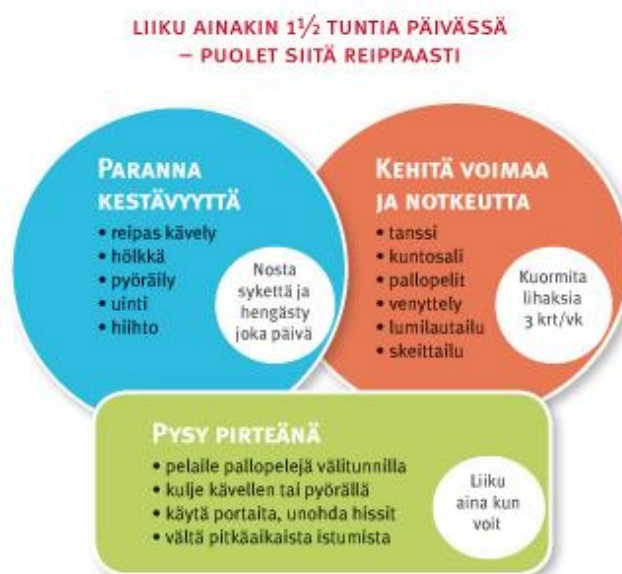 LIIKU AINAKIN 1½ TUNTIA PÄIVÄSSÄ
– PUOLET SIITÄ REIPPAASTI
PARANNA
KESTÄVYYTTÄ
• reipas kävely
• hölkkä
• pyöräily
• uinti
• hiihto
Nosta
sykettä ja
hengästy
joka päivä
KEHITÄ VOIMAA
JA NOTKEUTTA
• tanssi
• kuntosali
• pallopelit
• venyttely
• lumilautailu
• skeittailu
Kuormita
lihaksia
3 krt/vk
PYSY PIRTEÄNÄ
• pelaile pallopelejä välitunnilla
• kulje kävellen tai pyörällä
• käytä portaita, unohda hissit
• vältä pitkäaikaista istumista
Liiku
aina kun
voit